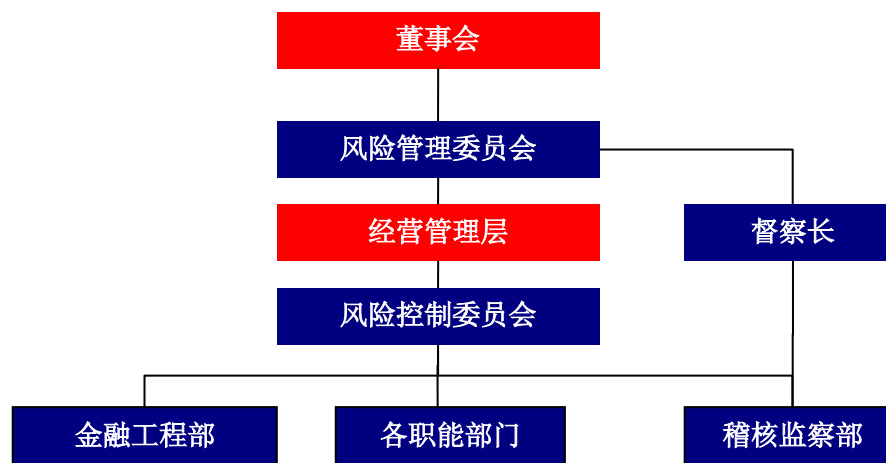 董事会
风险管理委员会
经营管理层
督察长
风险控制委员会
金融工程部
各职能部门
稽核监察部